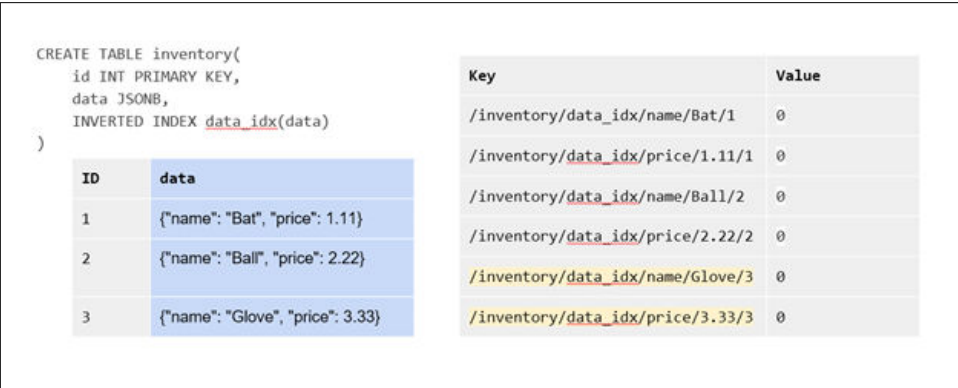 CREATE TABLE inventory(
id INT PRIMARY KEY,
data JSONB,
INVERTED INDEX data_idx(data)
)
ID data
1 {"name": "Bat", "price": 1.11}
2 {"name": "Ball", "price": 2.22}
3 {"name": "Glove", "price": 3.33}
Key Value
/inventory/data_idx/name/Bat/1 0
/inventory/data_idx/price/1.11/1 0
/inventory/data_idx/name/Ball/2 0
/inventory/data_idx/price/2.22/2 0
/inventory/data_idx/name/Glove/3 0
/inventory/data_idx/price/3.33/3 0